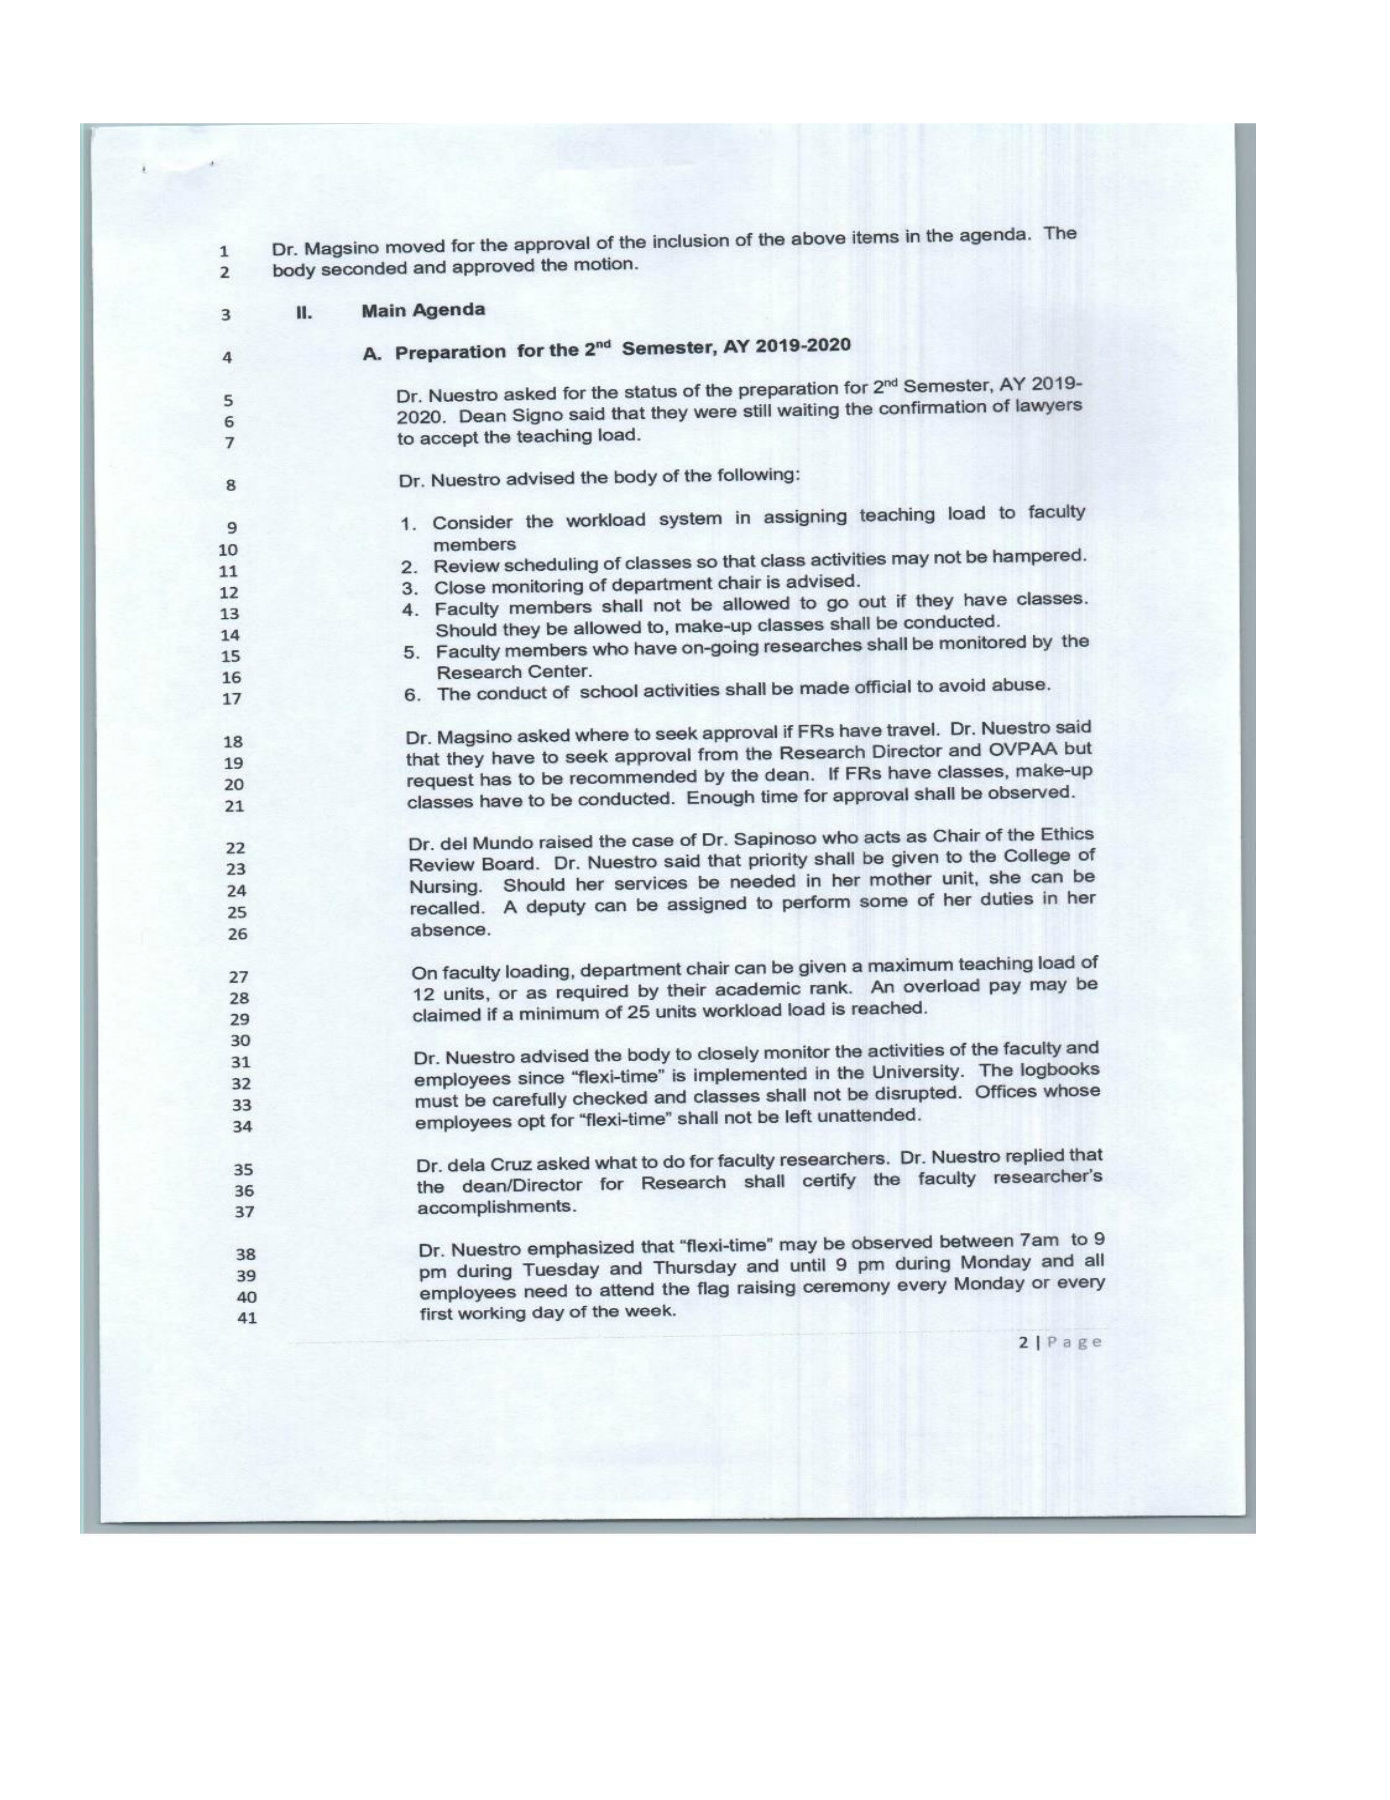 1 Dr. Magsino moved for the approval of the inclusion of the above items in the agenda. The
2 body seconded and approved the motion.
3 II. Main Agenda
4 A. Preparation for the 2nd Semester, AY 2019-2020
5 Dr. Nuestro asked for the status of the preparation for 2nd Semester, AY 2019-
6 2020. Dean Signo said that they were still waiting the confirmation of lawyers
7 to accept the teaching load.
8 Dr. Nuestro advised the body of the following:
9 1. Consider the workload system in assigning teaching load to faculty
10 members
11 2. Review scheduling of classes so that class activities may not be hampered.
12 3. Close monitoring of department chair is advised.
13 4. Faculty members shall not be allowed to go out if they have classes.
14 Should they be allowed to, make-up classes shall be conducted.
15 5. Faculty members who have on-going researches shall be monitored by the
16 Research Center.
17 6. The conduct of school activities shall be made official to avoid abuse.
18 Dr. Magsino asked where to seek approval if FRs have travel. Dr. Nuestro said
19 that they have to seek approval from the Research Director and OVPAA but
20 request has to be recommended by the dean. If FRs have classes, make-up
21 classes have to be conducted. Enough time for approval shall be observed.
22 Dr. del Mundo raised the case of Dr. Sapinoso who acts as Chair of the Ethics
23 Review Board. Dr. Nuestro said that priority shall be given to the College of
24 Nursing. Should her services be needed in her mother unit, she can be
25 recalled. A deputy can be assigned to perform some of her duties in her
26 absence.
27 On faculty loading, department chair can be given a maximum teaching load of
28 12 units, or as required by their academic rank. An overload pay may be
29 claimed if a minimum of 25 units workload load is reached.
30
31 Dr. Nuestro advised the body to closely monitor the activities of the faculty and
32 employees since “flexi-time” is implemented in the University. The logbooks
33 must be carefully checked and classes shall not be disrupted. Offices whose
34 employees opt for “flexi-time” shall not be left unattended.
35 Dr. dela Cruz asked what to do for faculty researchers. Dr. Nuestro replied that
36 the dean/Director for Research shall certify the faculty researcher’s
37 accomplishments.
38 Dr. Nuestro emphasized that “flexi-time” may be observed between 7am to 9
39 pm during Tuesday and Thursday and until 9 pm during Monday and all
40 employees need to attend the flag raising ceremony every Monday or every
41 first working day of the week.
2 | Page